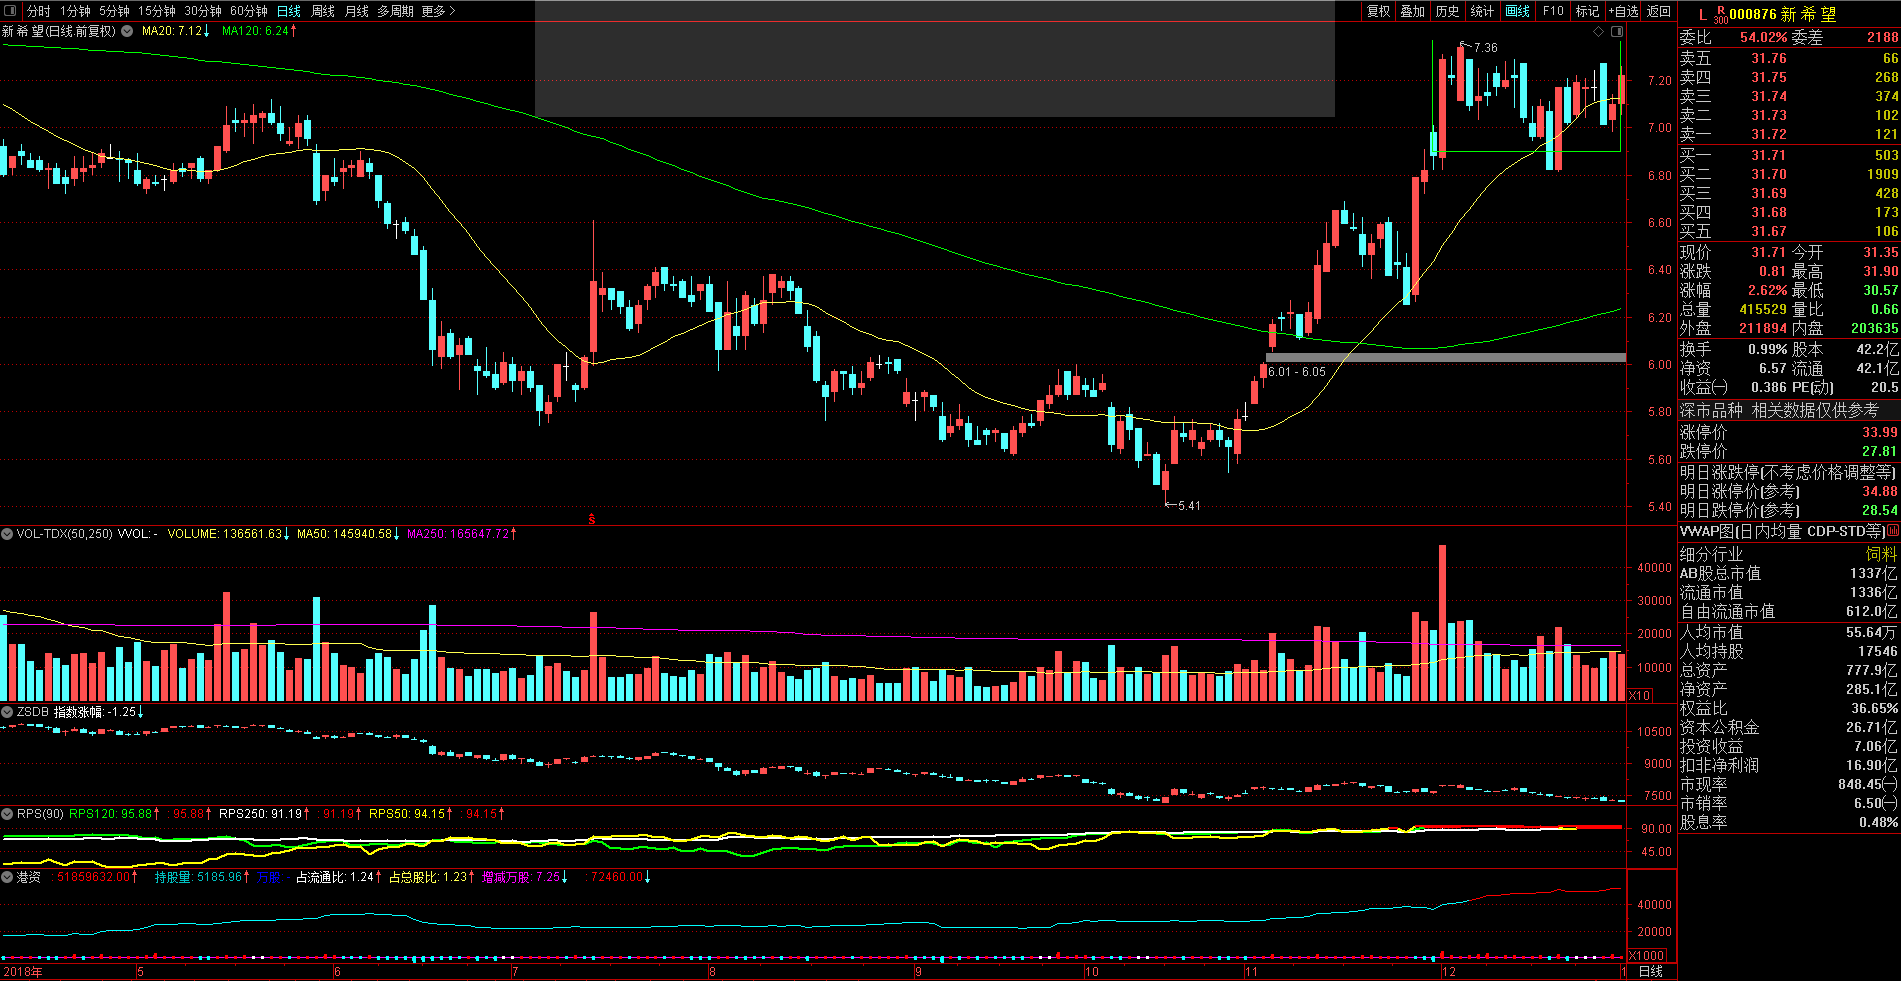 分时 1分钟 5分钟 15分钟 30分钟 60分钟 日线 周线 月线 多周期 更多 >
复权 叠加 历史 统计 画线 F10 标记 +自选 返回
新希望(日线.前复权) MA20: 7.12↓ MA120: 6.24↑
7.36
7.20
7.00
6.80
6.60
6.40
6.20
6.00
5.80
5.60
5.40
6.01 - 6.05
5.41
S
VOL-TDX(50,250) VVOL: - VOLUME: 136561.63↓ MA50: 145940.58↓ MA250: 165647.72↑
40000
30000
20000
10000
X10
ZSDB 指数涨幅: -1.25↓
10500
9000
7500
RPS(90) RPS120: 95.88↑ : 95.88↑ RPS250: 91.19↑ : 91.19↑ RPS50: 94.15↑ : 94.15↑
90.00
45.00
港资 : 51859632.00↑ 持股量: 5185.96↑ 万股: 占流通比: 1.24↑ 占总股比: 1.23↑ 增减万股: 7.25↓ : 72460.00↓
40000
20000
X1000
2018年 5 6 7 8 9 10 11 12 1 日线
L R 300 000876 新希望
委比 54.02% 委差 2188
卖五 31.76 66
卖四 31.75 268
卖三 31.74 374
卖二 31.73 102
卖一 31.72 121
买一 31.71 503
买二 31.70 1909
买三 31.69 428
买四 31.68 173
买五 31.67 106
现价 31.71 今开 31.35
涨跌 0.81 最高 31.90
涨幅 2.62% 最低 30.57
总量 415529 量比 0.66
外盘 211894 内盘 203635
换手 0.99% 股本 42.2亿
净资 6.57 流通 42.1亿
收益(一) 0.386 PE(动) 20.5
深市品种 相关数据仅供参考
涨停价 33.99
跌停价 27.81
明日涨跌停(不考虑价格调整等)
明日涨停价(参考) 34.88
明日跌停价(参考) 28.54
VWAP图(日内均量 CDP-STD等)
细分行业 饲料
AB股总市值 1337亿
流通市值 1336亿
自由流通市值 612.0亿
人均市值 55.64万
人均持股 17546
总资产 777.9亿
净资产 285.1亿
权益比 36.65%
资本公积金 26.71亿
投资收益 7.06亿
扣非净利润 16.90亿
市现率 848.45(一)
市销率 6.50(一)
股息率 0.48%